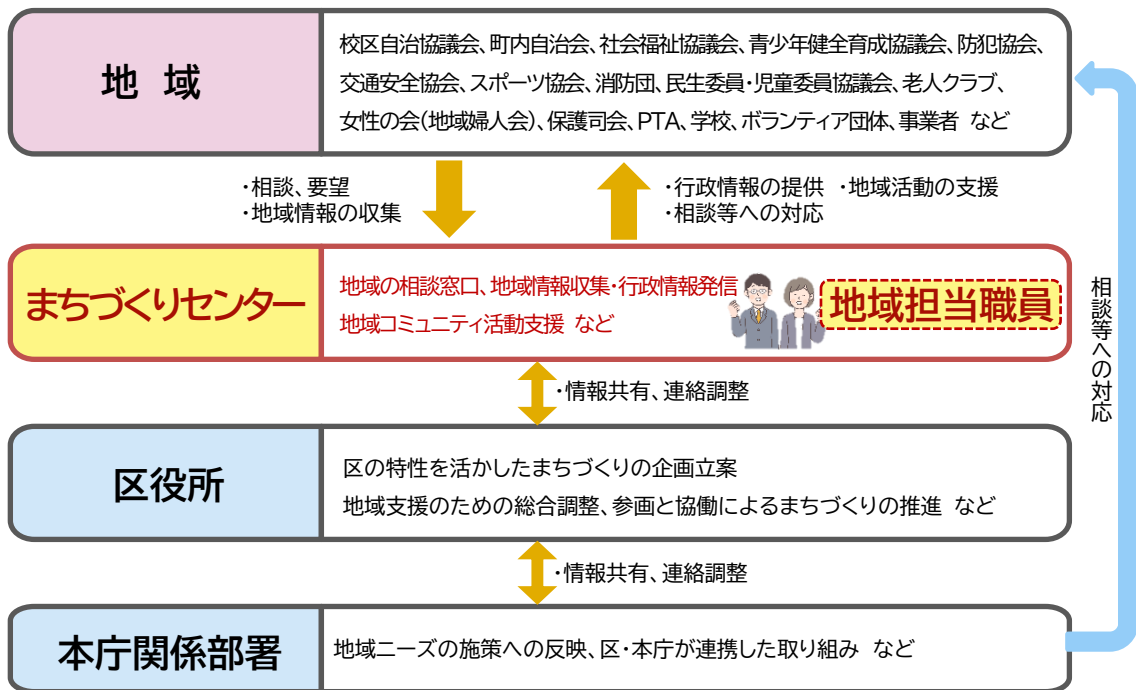 地 域
校区自治協議会、町内自治会、社会福祉協議会、青少年健全育成協議会、防犯協会、
交通安全協会、スポーツ協会、消防団、民生委員・児童委員協議会、老人クラブ、
女性の会(地域婦人会)、保護司会、PTA、学校、ボランティア団体、事業者 など
・相談、要望
・地域情報の収集
・行政情報の提供 ・地域活動の支援
・相談等への対応
まちづくりセンター
地域の相談窓口、地域情報収集・行政情報発信
地域コミュニティ活動支援 など
地域担当職員
・情報共有、連絡調整
区役所
区の特性を活かしたまちづくりの企画立案
地域支援のための総合調整、参画と協働によるまちづくりの推進 など
・情報共有、連絡調整
本庁関係部署
地域ニーズの施策への反映、区・本庁が連携した取り組み など
相談等への対応